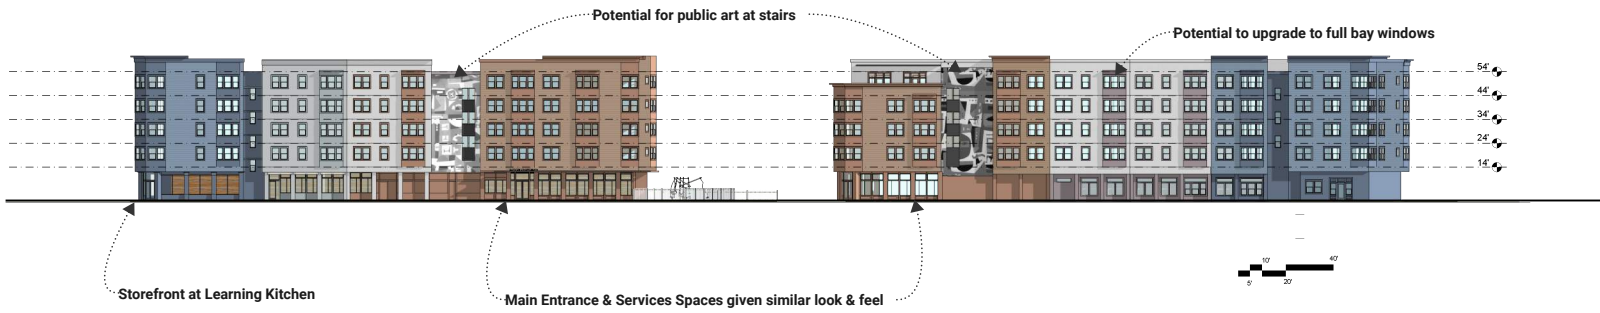 Potential for public art at stairs
Potential to upgrade to full bay windows
54'
44'
34'
24'
14'
10'
40'
5'
20'
Storefront at Learning Kitchen
Main Entrance & Services Spaces given similar look & feel